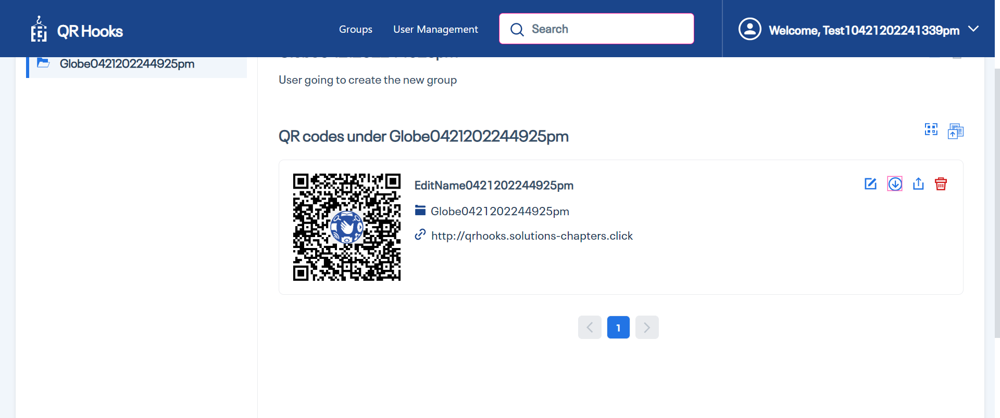 QR Hooks
Groups
User Management
Search
Welcome, Test10421202241339pm
Globe0421202244925pm
User going to create the new group
QR codes under Globe0421202244925pm
EditName0421202244925pm
Globe0421202244925pm
http://qrhooks.solutions-chapters.click
1